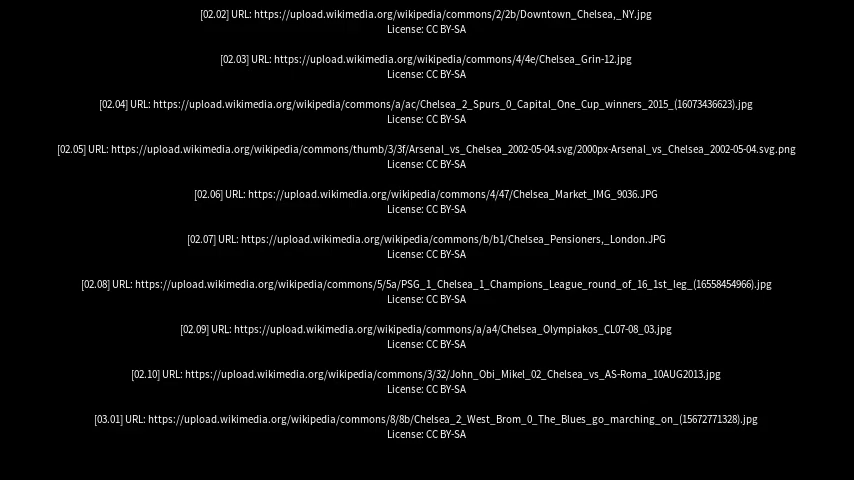 [02.02] URL: https://upload.wikimedia.org/wikipedia/commons/2/2b/Downtown_Chelsea,_NY.jpg
License: CC BY-SA
[02.03] URL: https://upload.wikimedia.org/wikipedia/commons/4/4e/Chelsea_Grin-12.jpg
License: CC BY-SA
[02.04] URL: https://upload.wikimedia.org/wikipedia/commons/a/ac/Chelsea_2_Spurs_0_Capital_One_Cup_winners_2015_(16073436623).jpg
License: CC BY-SA
[02.05] URL: https://upload.wikimedia.org/wikipedia/commons/thumb/3/3f/Arsenal_vs_Chelsea_2002-05-04.svg/2000px-Arsenal_vs_Chelsea_2002-05-04.svg.png
License: CC BY-SA
[02.06] URL: https://upload.wikimedia.org/wikipedia/commons/4/47/Chelsea_Market_IMG_9036.JPG
License: CC BY-SA
[02.07] URL: https://upload.wikimedia.org/wikipedia/commons/b/b1/Chelsea_Pensioners,_London.JPG
License: CC BY-SA
[02.08] URL: https://upload.wikimedia.org/wikipedia/commons/5/5a/PSG_1_Chelsea_1_Champions_League_round_of_16_1st_leg_(16558454966).jpg
License: CC BY-SA
[02.09] URL: https://upload.wikimedia.org/wikipedia/commons/a/a4/Chelsea_Olympiakos_CL07-08_03.jpg
License: CC BY-SA
[02.10] URL: https://upload.wikimedia.org/wikipedia/commons/3/32/John_Obi_Mikel_02_Chelsea_vs_AS-Roma_10AUG2013.jpg
License: CC BY-SA
[03.01] URL: https://upload.wikimedia.org/wikipedia/commons/8/8b/Chelsea_2_West_Brom_0_The_Blues_go_marching_on_(15672771328).jpg
License: CC BY-SA